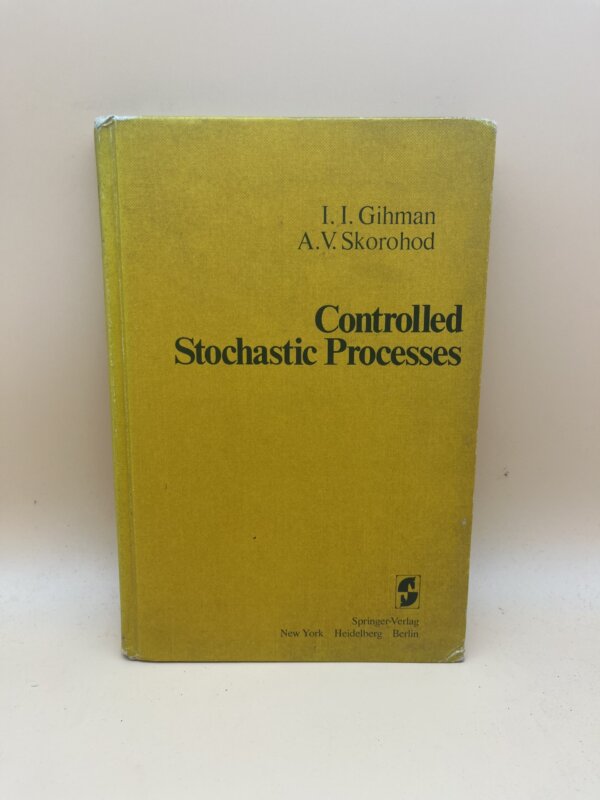 I. I. Gihman
A. V. Skorohod
Controlled
Stochastic Processes
Springer-Verlag
New York Heidelberg Berlin